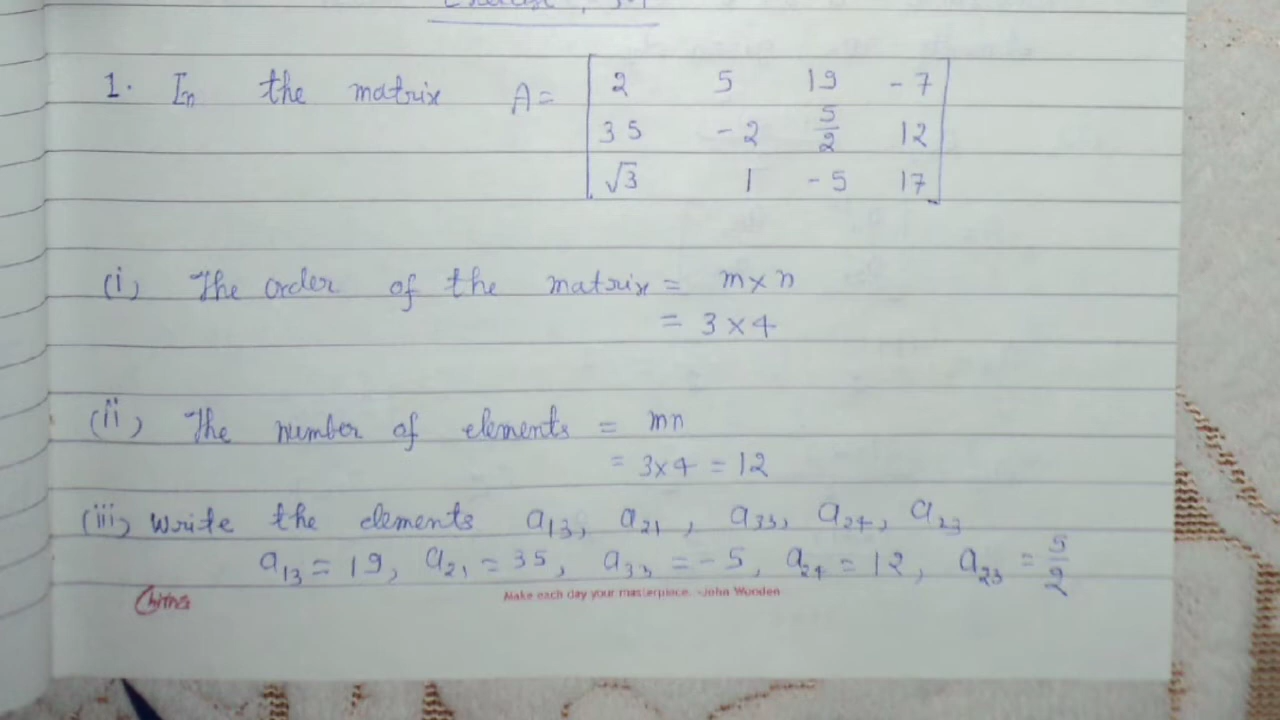 1. In the matrix A = [ 2 5 19 -7
35 -2 5/2 12
√3 1 -5 17 ]
(i) The order of the matrix = m×n
= 3×4
(ii) The number of elements = mn
= 3×4 = 12
(iii) Write the elements a13, a21, a33, a24, a23
a13 = 19, a21 = 35, a33 = -5, a24 = 12, a23 = 5/2
Make each day your masterpiece. -John Wooden